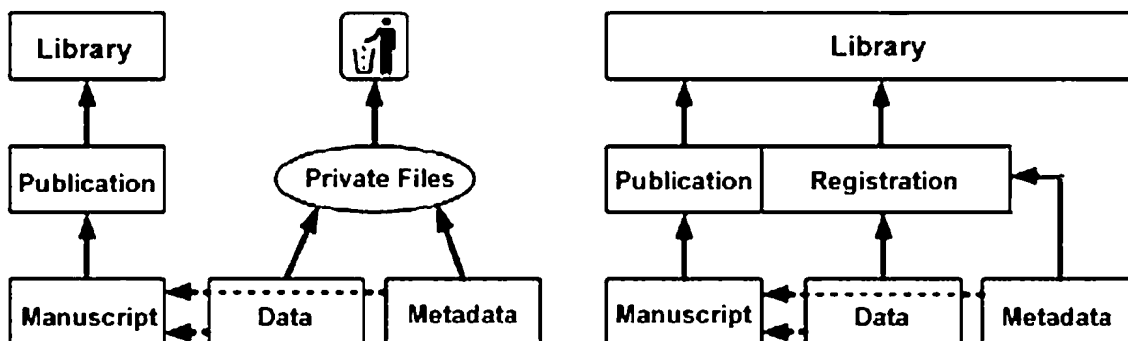 Library
Library
Publication
Private Files
Publication
Registration
Manuscript
Data
Metadata
Manuscript
Data
Metadata